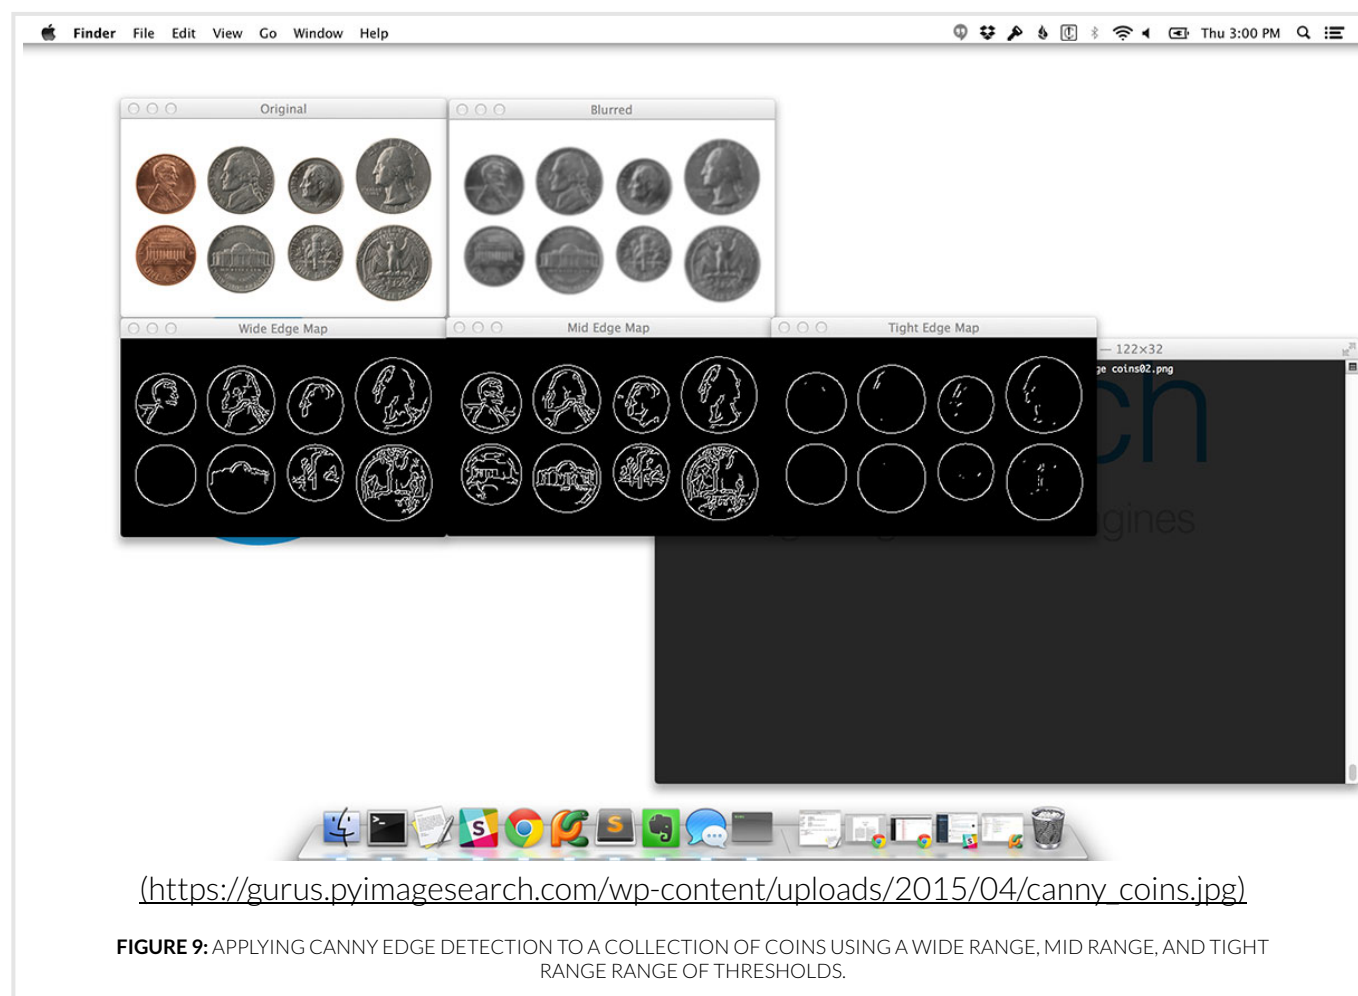 Finder File Edit View Go Window Help Thu 3:00 PM
Original Blurred
Wide Edge Map Mid Edge Map Tight Edge Map
— 122×32
ge coins02.png
ch
gines
(https://gurus.pyimagesearch.com/wp-content/uploads/2015/04/canny_coins.jpg)
FIGURE 9: APPLYING CANNY EDGE DETECTION TO A COLLECTION OF COINS USING A WIDE RANGE, MID RANGE, AND TIGHT
RANGE RANGE OF THRESHOLDS.